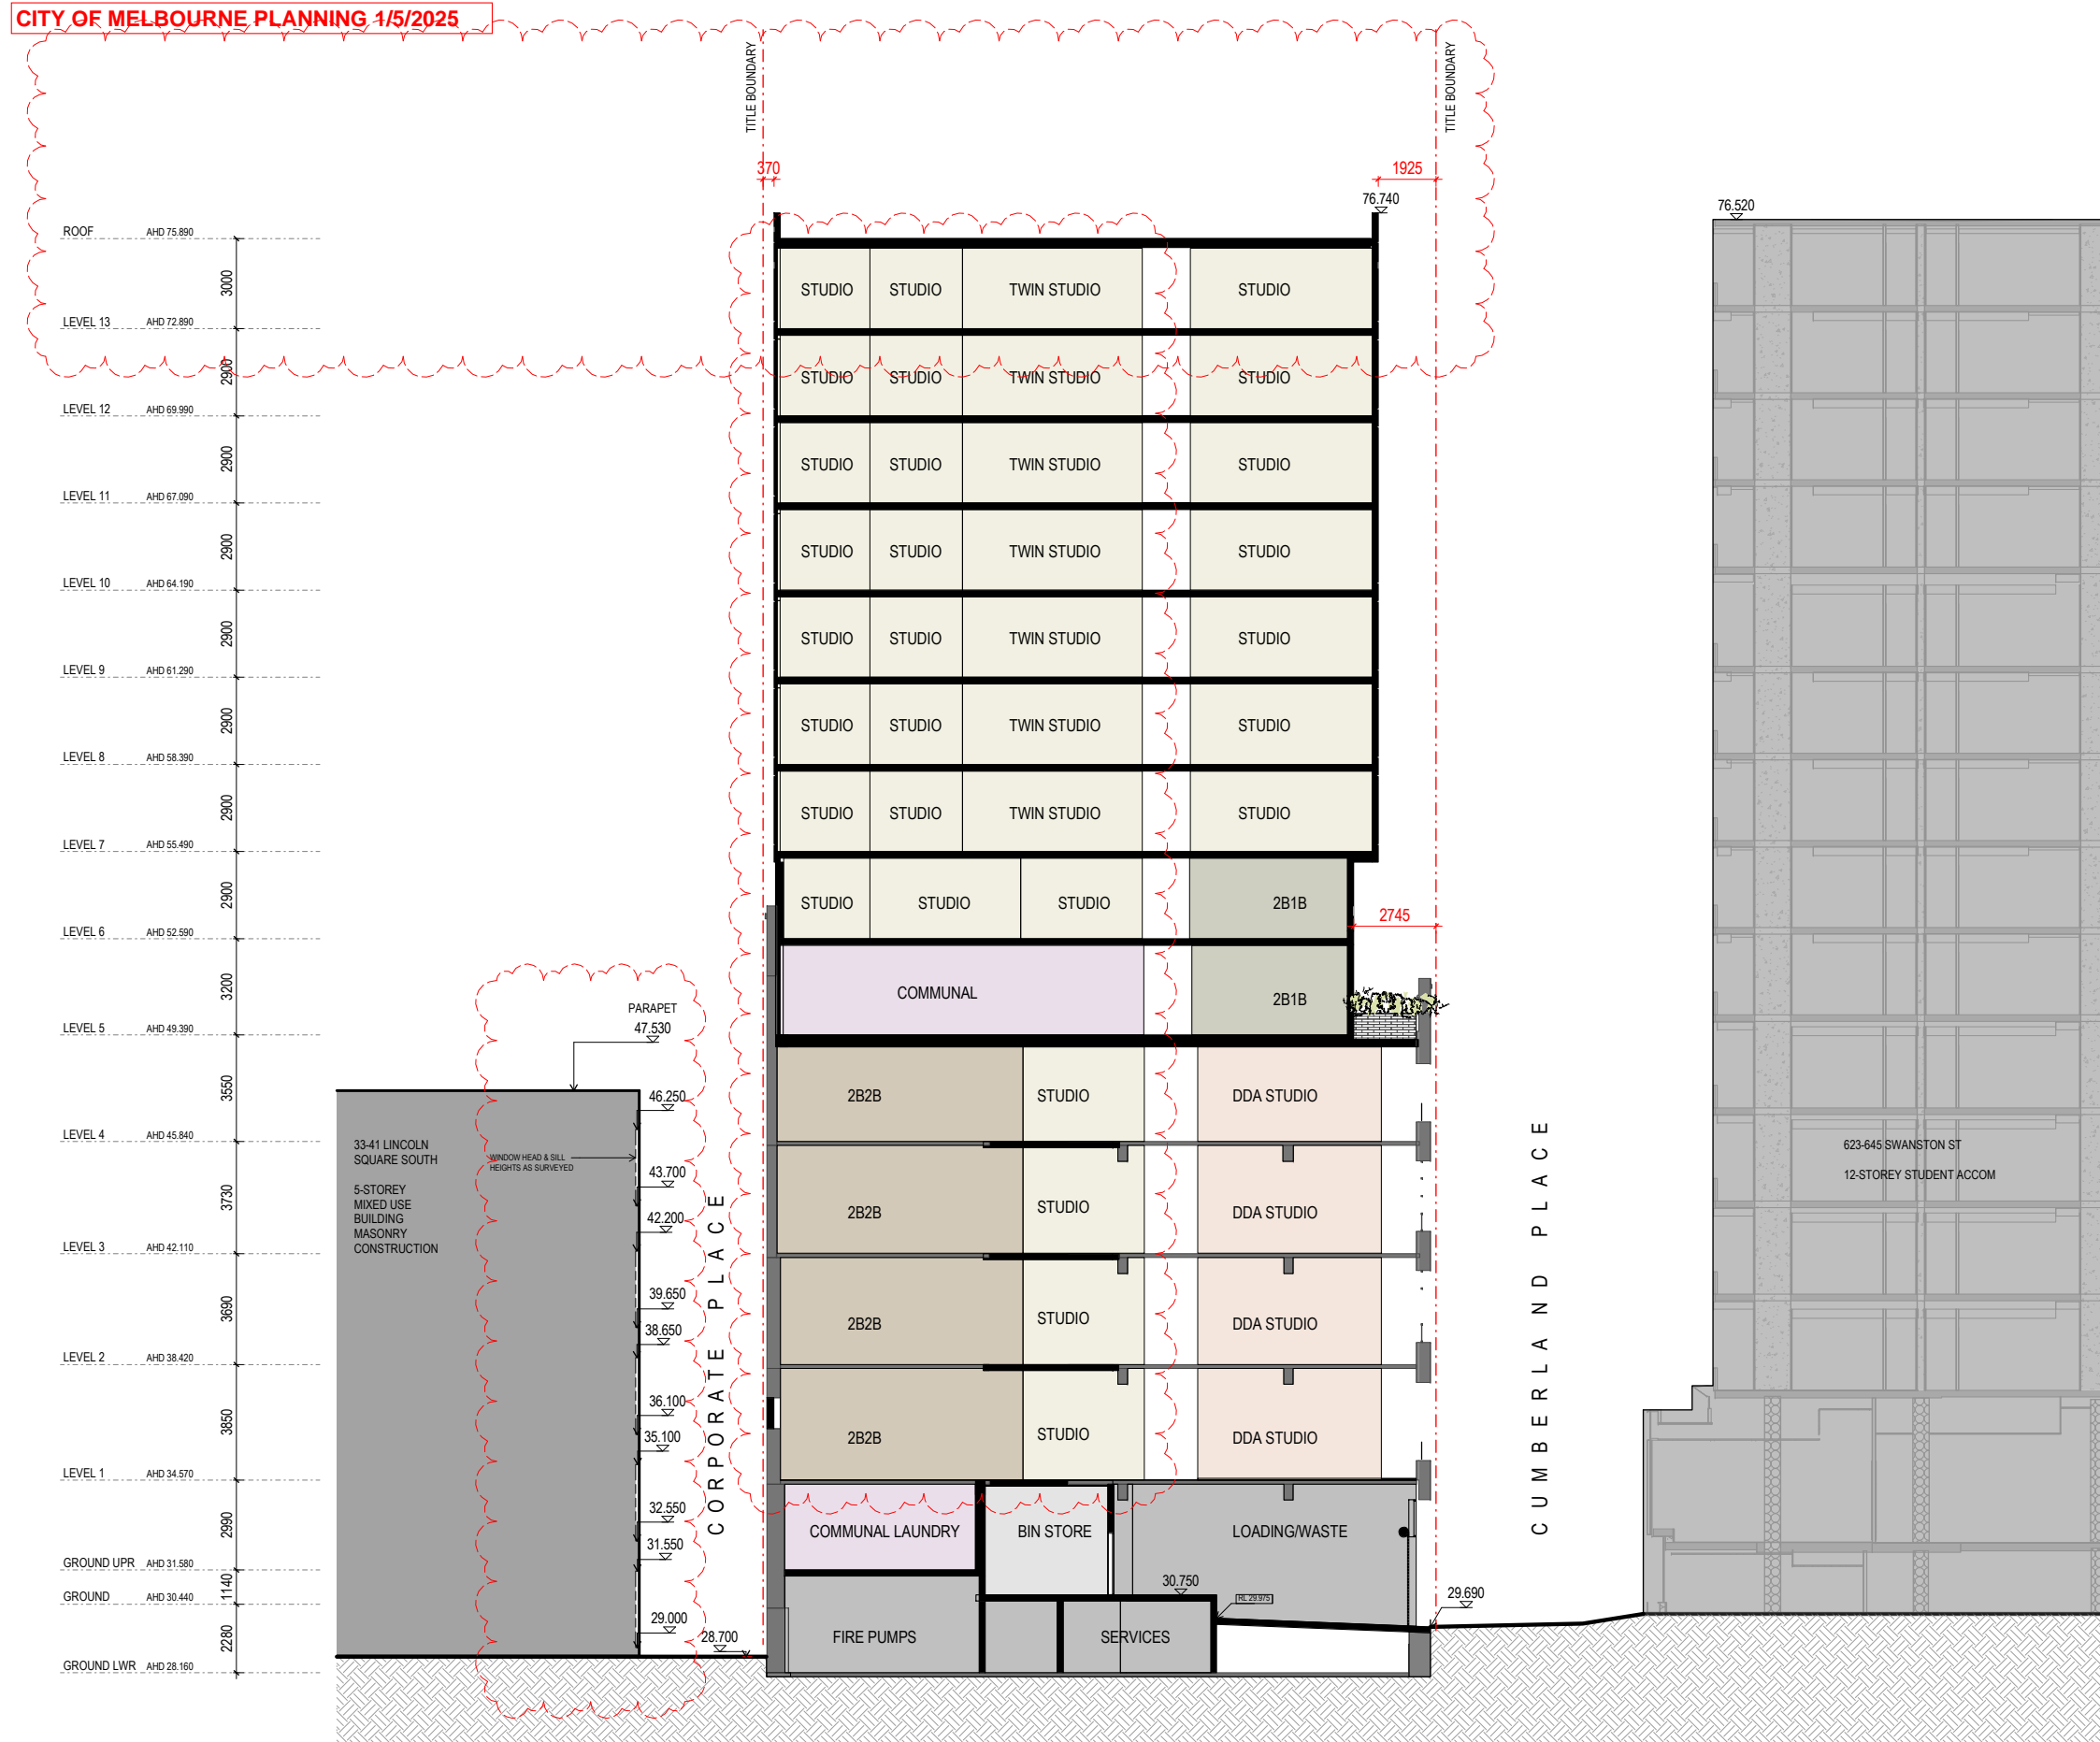 CITY OF MELBOURNE PLANNING 1/5/2025
TITLE BOUNDARY
TITLE BOUNDARY
370
1925
76.740
76.520
ROOF AHD 75.890
3000
STUDIO STUDIO TWIN STUDIO STUDIO
LEVEL 13 AHD 72.890
2900
STUDIO STUDIO TWIN STUDIO STUDIO
LEVEL 12 AHD 69.990
2900
STUDIO STUDIO TWIN STUDIO STUDIO
LEVEL 11 AHD 67.090
2900
STUDIO STUDIO TWIN STUDIO STUDIO
LEVEL 10 AHD 64.190
2900
STUDIO STUDIO TWIN STUDIO STUDIO
LEVEL 9 AHD 61.290
2900
STUDIO STUDIO TWIN STUDIO STUDIO
LEVEL 8 AHD 58.390
2900
STUDIO STUDIO TWIN STUDIO STUDIO
LEVEL 7 AHD 55.490
2900
STUDIO STUDIO STUDIO 2B1B
2745
LEVEL 6 AHD 52.590
3200
COMMUNAL 2B1B
LEVEL 5 AHD 49.390
PARAPET
47.530
3550
2B2B STUDIO DDA STUDIO
46.250
LEVEL 4 AHD 45.840
33-41 LINCOLN
SQUARE SOUTH
5-STOREY
MIXED USE
BUILDING
MASONRY
CONSTRUCTION
WINDOW HEAD & SILL
HEIGHTS AS SURVEYED
43.700
3730
42.200
2B2B STUDIO DDA STUDIO
623-645 SWANSTON ST
12-STOREY STUDENT ACCOM
LEVEL 3 AHD 42.110
3690
39.650
38.650
2B2B STUDIO DDA STUDIO
LEVEL 2 AHD 38.420
3850
36.100
35.100
2B2B STUDIO DDA STUDIO
CORPORATE PLACE
CUMBERLAND PLACE
LEVEL 1 AHD 34.570
2990
32.550
31.550
COMMUNAL LAUNDRY BIN STORE LOADING/WASTE
GROUND UPR AHD 31.580
1140
30.750
RL 29.975
29.690
GROUND AHD 30.440
2280
29.000
28.700
FIRE PUMPS SERVICES
GROUND LWR AHD 28.160